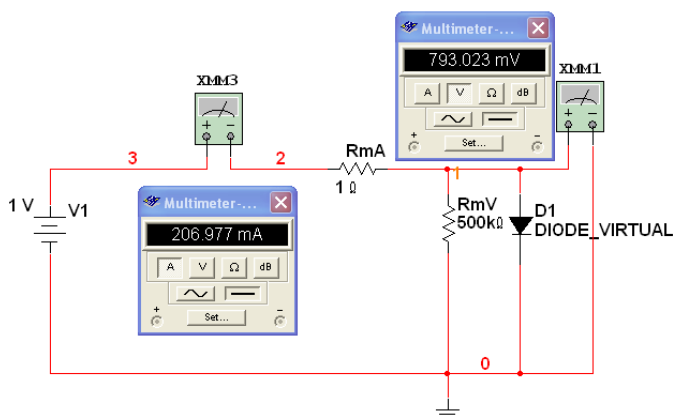 Multimeter-...
793.023 mV
A V Ω dB
+ Set... -
XMM3
+ -
XMM1
+ -
3
2
RmA
1 Ω
1
1 V
V1
Multimeter-...
206.977 mA
A V Ω dB
+ Set... -
RmV
500kΩ
D1
DIODE_VIRTUAL
0